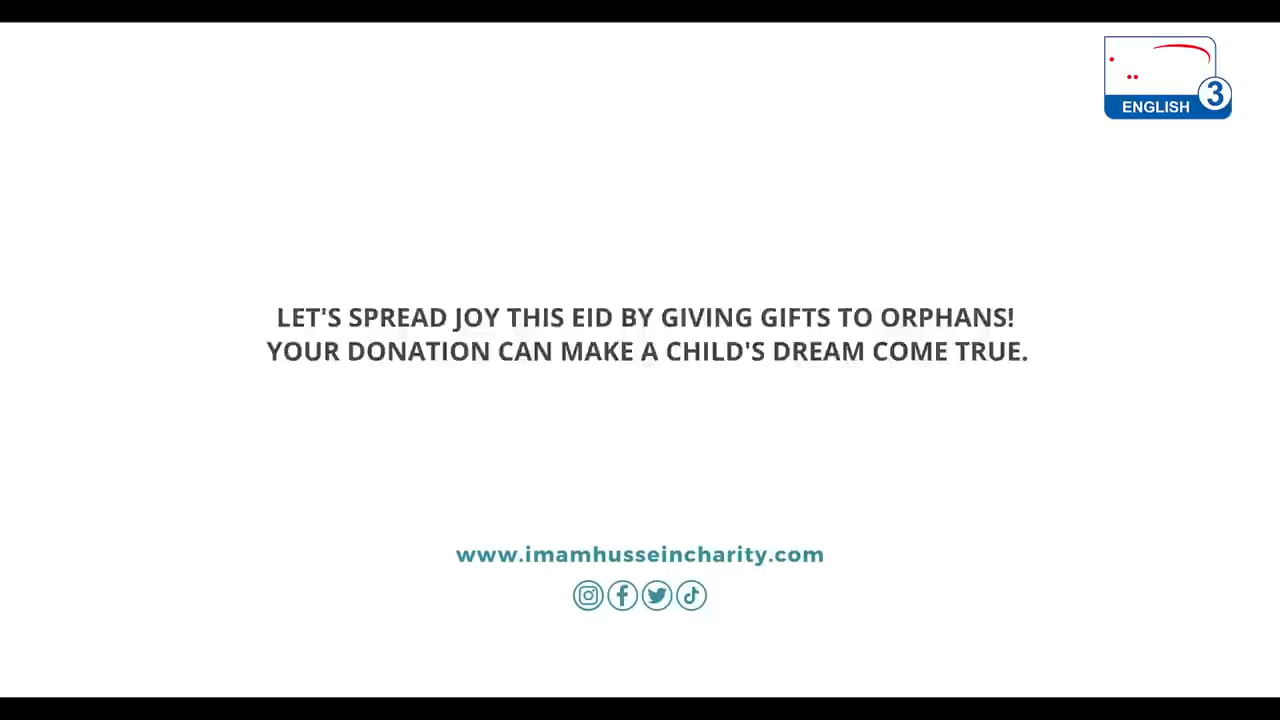 ENGLISH 3
LET'S SPREAD JOY THIS EID BY GIVING GIFTS TO ORPHANS!
YOUR DONATION CAN MAKE A CHILD'S DREAM COME TRUE.
www.imamhusseincharity.com